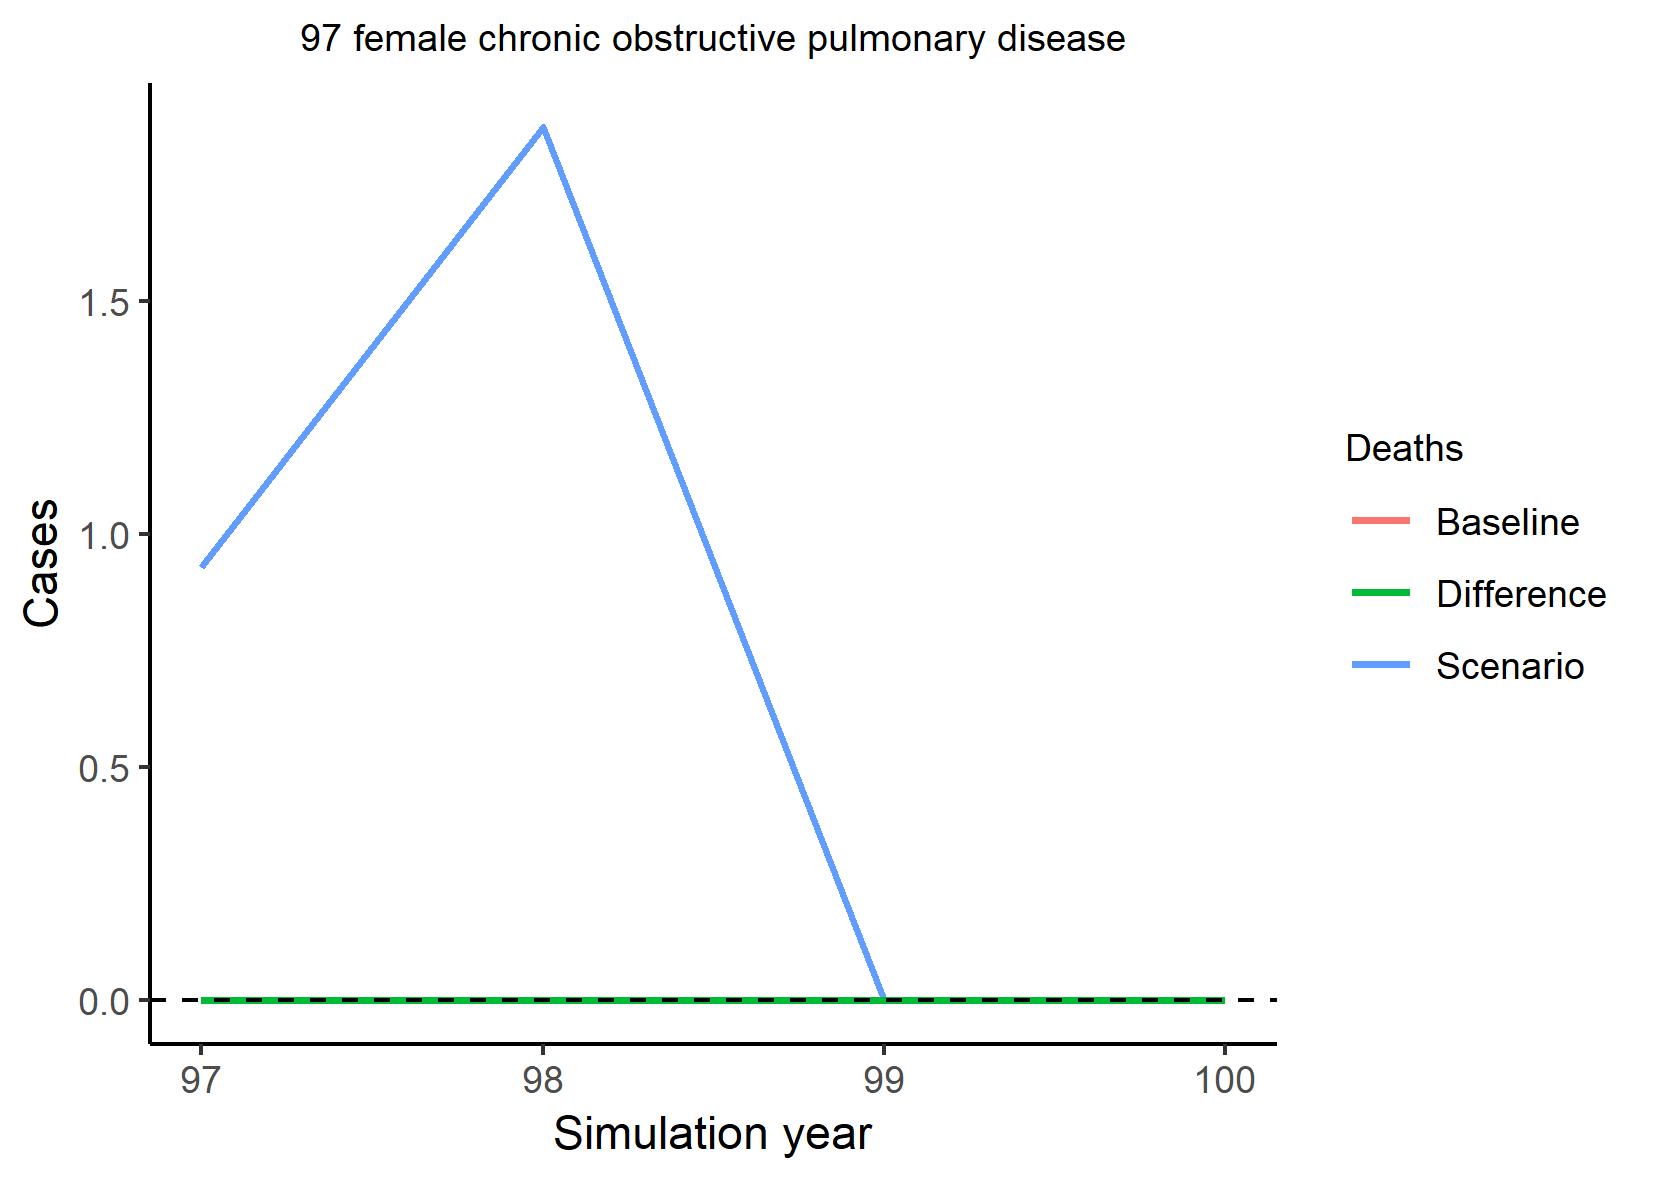 97 female chronic obstructive pulmonary disease
Cases
1.5
1.0
0.5
0.0
97 98 99 100
Simulation year
Deaths
Baseline
Difference
Scenario